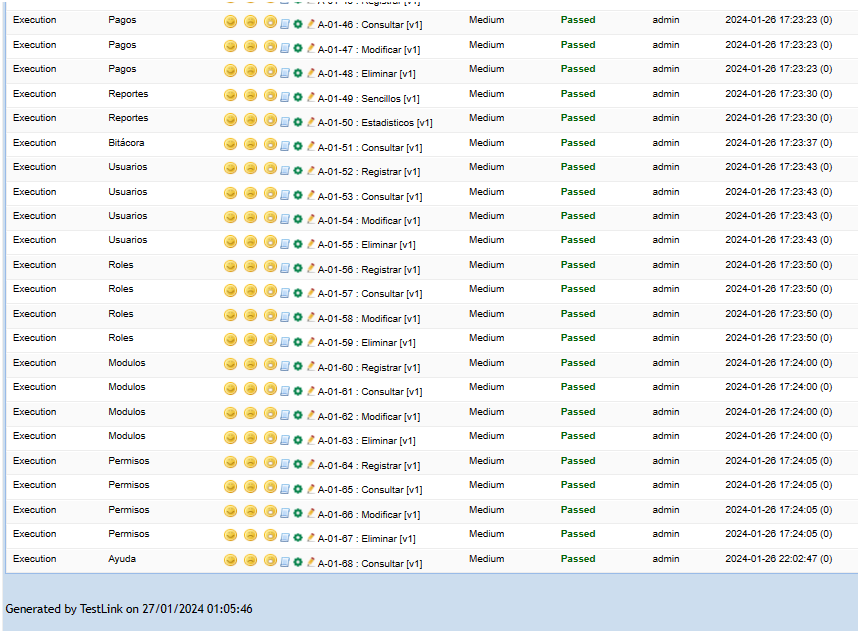 Execution Pagos A-01-46 : Consultar [v1] Medium Passed admin 2024-01-26 17:23:23 (0)
Execution Pagos A-01-47 : Modificar [v1] Medium Passed admin 2024-01-26 17:23:23 (0)
Execution Pagos A-01-48 : Eliminar [v1] Medium Passed admin 2024-01-26 17:23:23 (0)
Execution Reportes A-01-49 : Sencillos [v1] Medium Passed admin 2024-01-26 17:23:30 (0)
Execution Reportes A-01-50 : Estadisticos [v1] Medium Passed admin 2024-01-26 17:23:30 (0)
Execution Bitácora A-01-51 : Consultar [v1] Medium Passed admin 2024-01-26 17:23:37 (0)
Execution Usuarios A-01-52 : Registrar [v1] Medium Passed admin 2024-01-26 17:23:43 (0)
Execution Usuarios A-01-53 : Consultar [v1] Medium Passed admin 2024-01-26 17:23:43 (0)
Execution Usuarios A-01-54 : Modificar [v1] Medium Passed admin 2024-01-26 17:23:43 (0)
Execution Usuarios A-01-55 : Eliminar [v1] Medium Passed admin 2024-01-26 17:23:43 (0)
Execution Roles A-01-56 : Registrar [v1] Medium Passed admin 2024-01-26 17:23:50 (0)
Execution Roles A-01-57 : Consultar [v1] Medium Passed admin 2024-01-26 17:23:50 (0)
Execution Roles A-01-58 : Modificar [v1] Medium Passed admin 2024-01-26 17:23:50 (0)
Execution Roles A-01-59 : Eliminar [v1] Medium Passed admin 2024-01-26 17:23:50 (0)
Execution Modulos A-01-60 : Registrar [v1] Medium Passed admin 2024-01-26 17:24:00 (0)
Execution Modulos A-01-61 : Consultar [v1] Medium Passed admin 2024-01-26 17:24:00 (0)
Execution Modulos A-01-62 : Modificar [v1] Medium Passed admin 2024-01-26 17:24:00 (0)
Execution Modulos A-01-63 : Eliminar [v1] Medium Passed admin 2024-01-26 17:24:00 (0)
Execution Permisos A-01-64 : Registrar [v1] Medium Passed admin 2024-01-26 17:24:05 (0)
Execution Permisos A-01-65 : Consultar [v1] Medium Passed admin 2024-01-26 17:24:05 (0)
Execution Permisos A-01-66 : Modificar [v1] Medium Passed admin 2024-01-26 17:24:05 (0)
Execution Permisos A-01-67 : Eliminar [v1] Medium Passed admin 2024-01-26 17:24:05 (0)
Execution Ayuda A-01-68 : Consultar [v1] Medium Passed admin 2024-01-26 22:02:47 (0)
Generated by TestLink on 27/01/2024 01:05:46